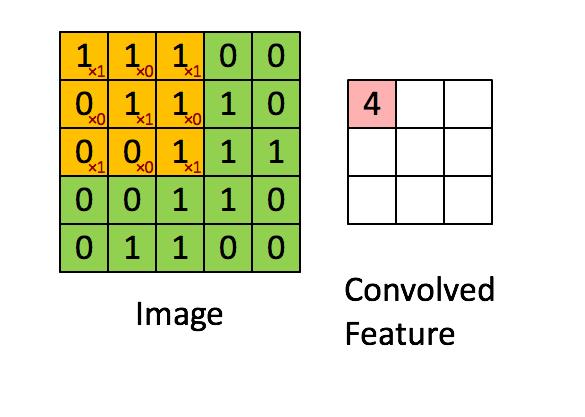 1×1 1×0 1×1 0 0
0×0 1×1 1×0 1 0
0×1 0×0 1×1 1 1
0 0 1 1 0
0 1 1 0 0
Image
4
Convolved
Feature